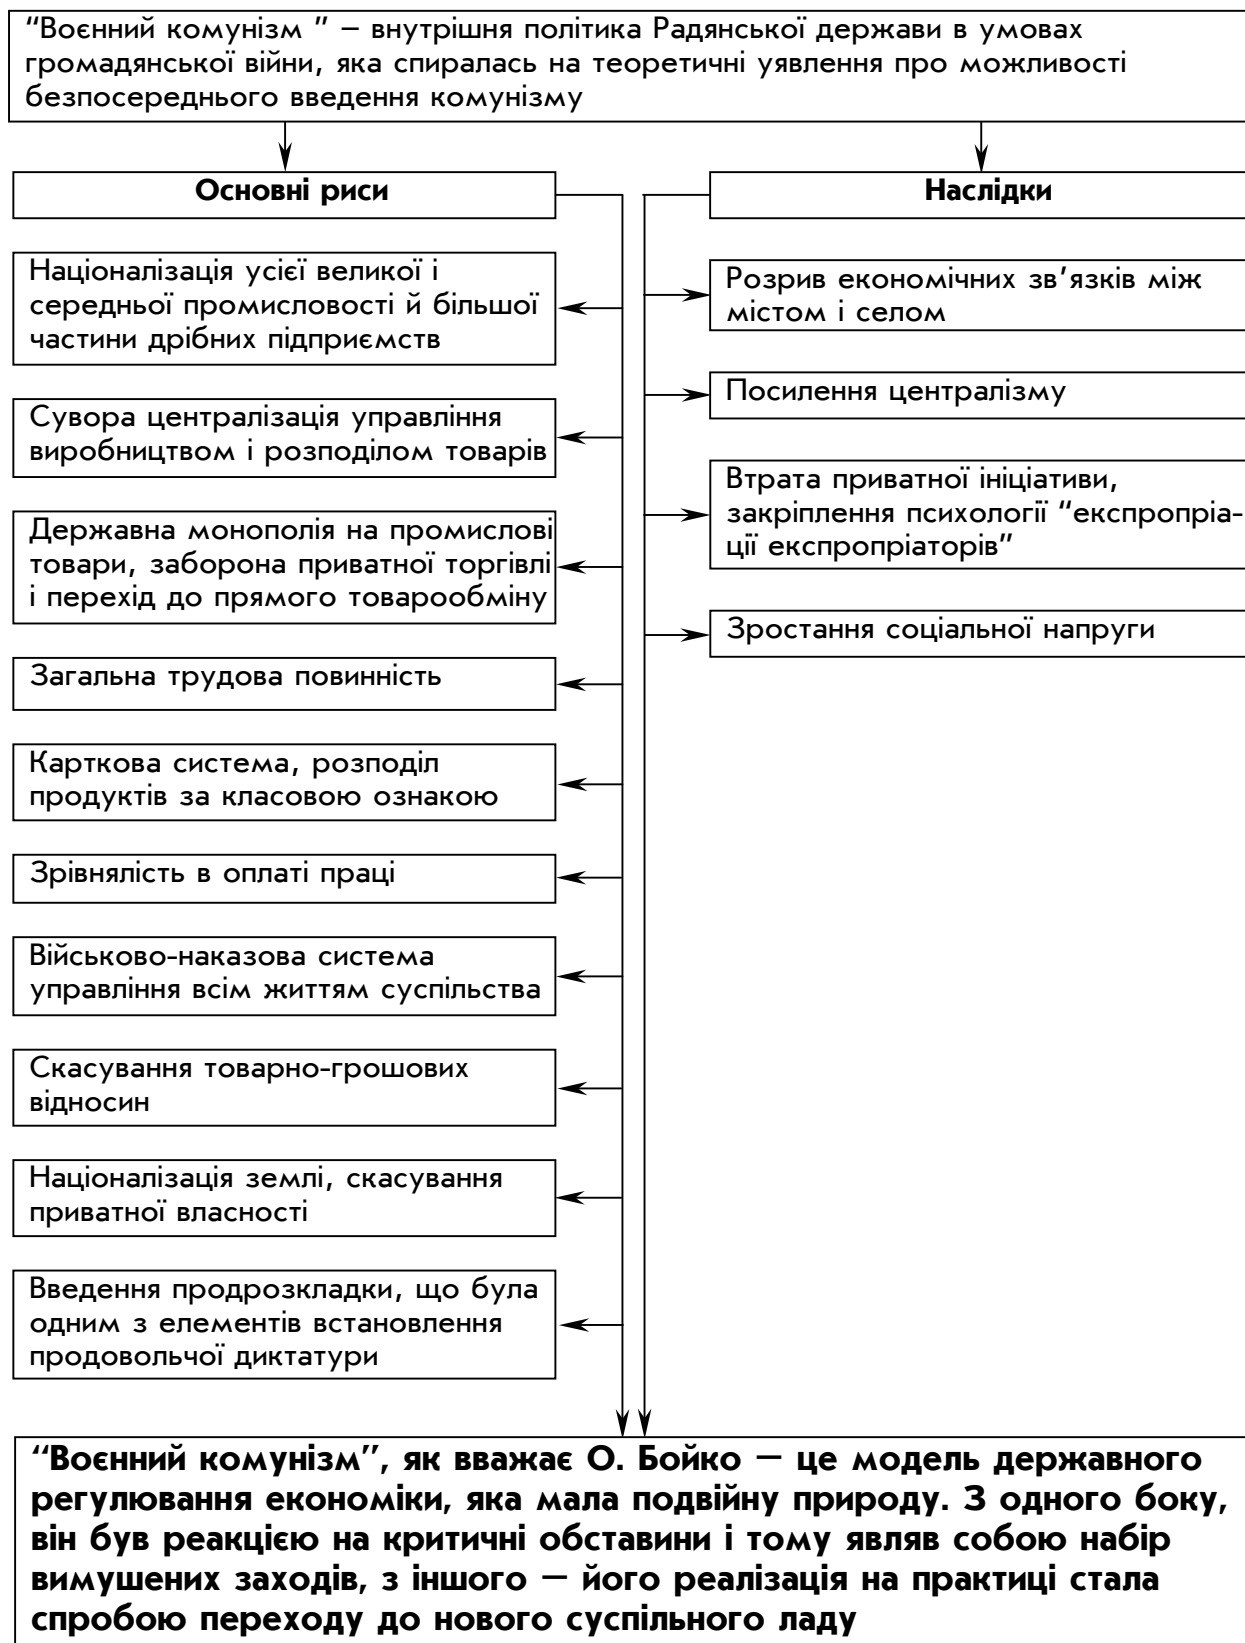 “Воєнний комунізм ” – внутрішня політика Радянської держави в умовах
громадянської війни, яка спиралась на теоретичні уявлення про можливості
безпосереднього введення комунізму
Основні риси
Націоналізація усієї великої і
середньої промисловості й більшої
частини дрібних підприємств
Сувора централізація управління
виробництвом і розподілом товарів
Державна монополія на промислові
товари, заборона приватної торгівлі
і перехід до прямого товарообміну
Загальна трудова повинність
Карткова система, розподіл
продуктів за класовою ознакою
Зрівнялість в оплаті праці
Військово-наказова система
управління всім життям суспільства
Скасування товарно-грошових
відносин
Націоналізація землі, скасування
приватної власності
Введення продрозкладки, що була
одним з елементів встановлення
продовольчої диктатури
Наслідки
Розрив економічних зв’язків між
містом і селом
Посилення централізму
Втрата приватної ініціативи,
закріплення психології “експропріа-
ції експропріаторів”
Зростання соціальної напруги
“Воєнний комунізм”, як вважає О. Бойко – це модель державного
регулювання економіки, яка мала подвійну природу. З одного боку,
він був реакцією на критичні обставини і тому являв собою набір
вимушених заходів, з іншого – його реалізація на практиці стала
спробою переходу до нового суспільного ладу